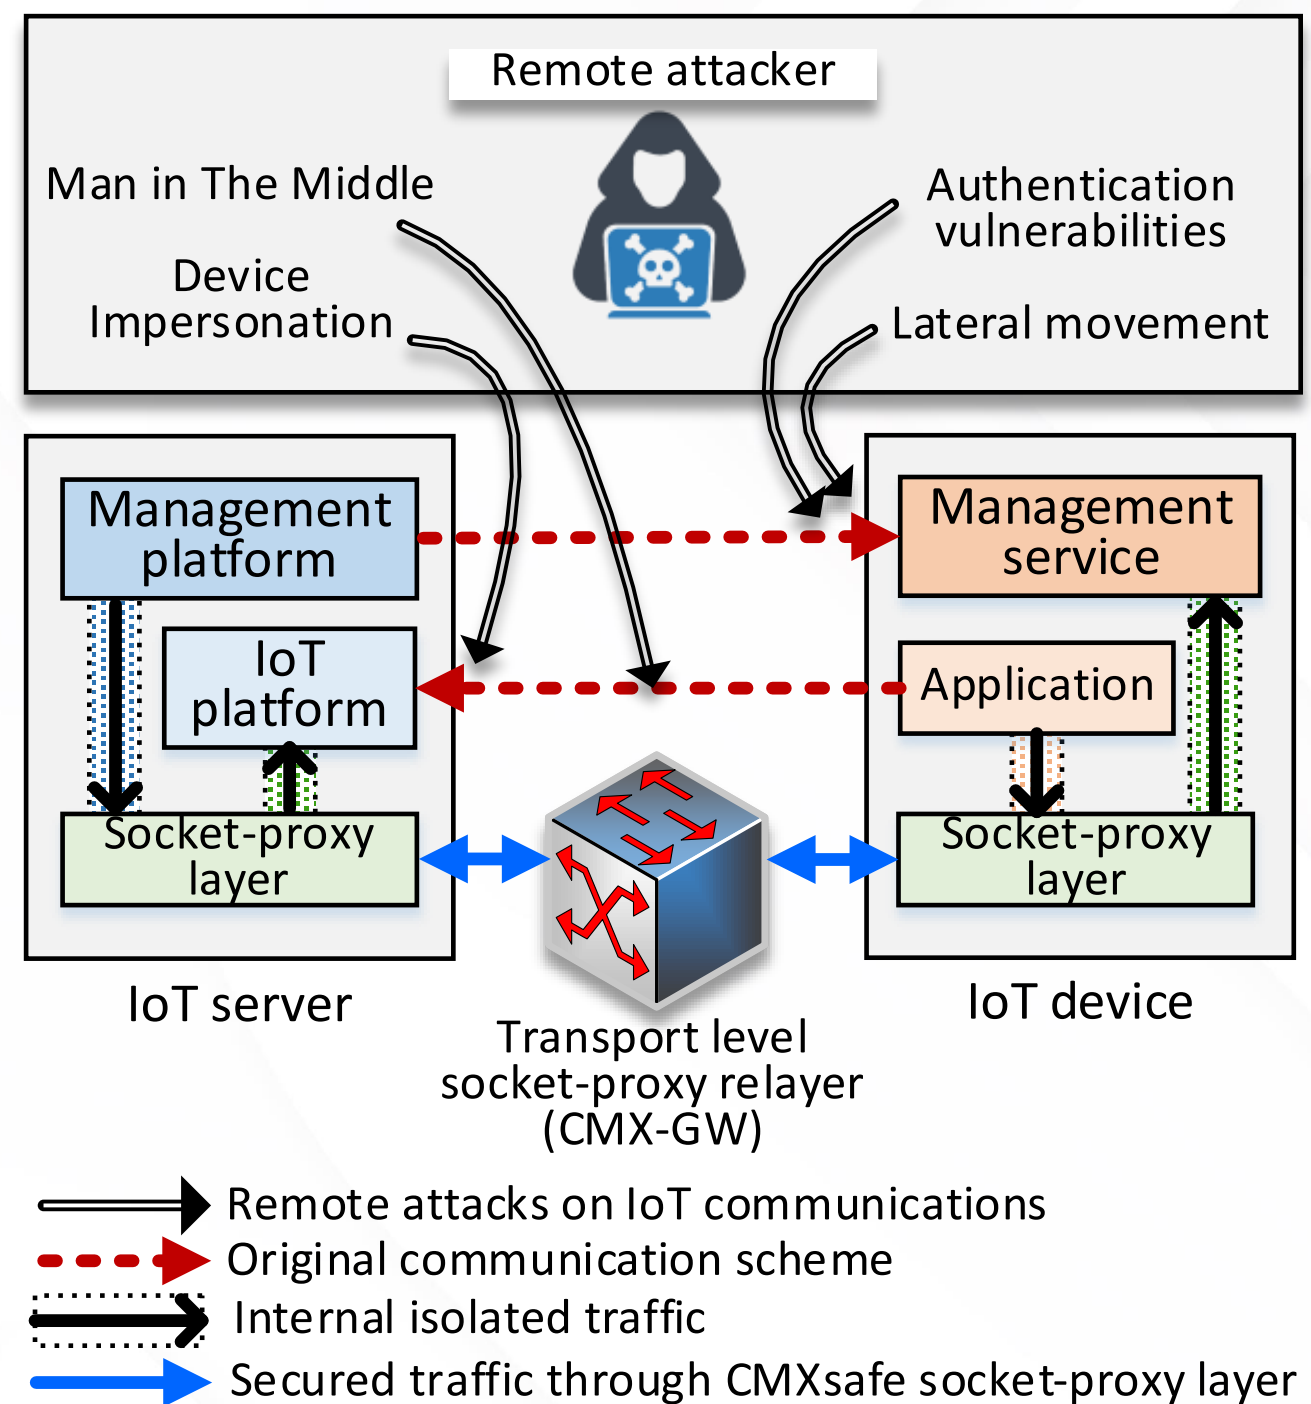 Remote attacker
Man in The Middle
Device
Impersonation
Authentication
vulnerabilities
Lateral movement
Management
platform
IoT
platform
Socket-proxy
layer
IoT server
Management
service
Application
Socket-proxy
layer
IoT device
Transport level
socket-proxy relayer
(CMX-GW)
Remote attacks on IoT communications
Original communication scheme
Internal isolated traffic
Secured traffic through CMXsafe socket-proxy layer